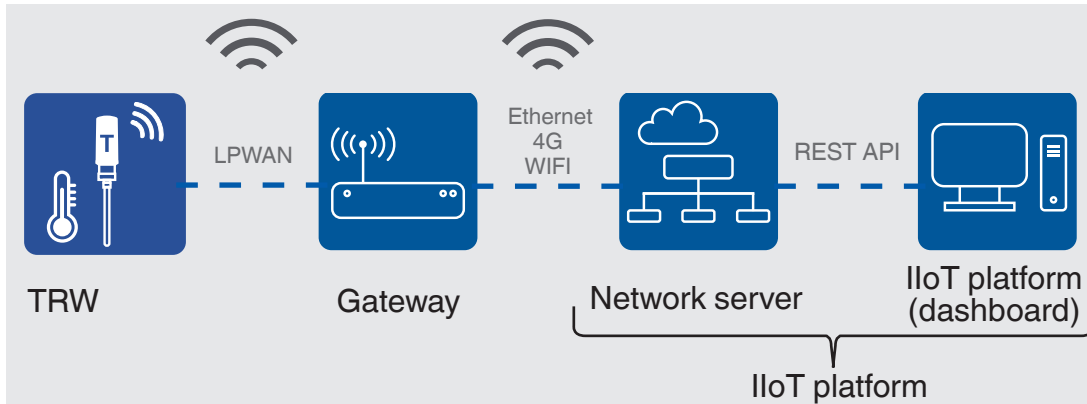 T
LPWAN
Ethernet
4G
WIFI
REST API
TRW
Gateway
Network server
IIoT platform
(dashboard)
IIoT platform